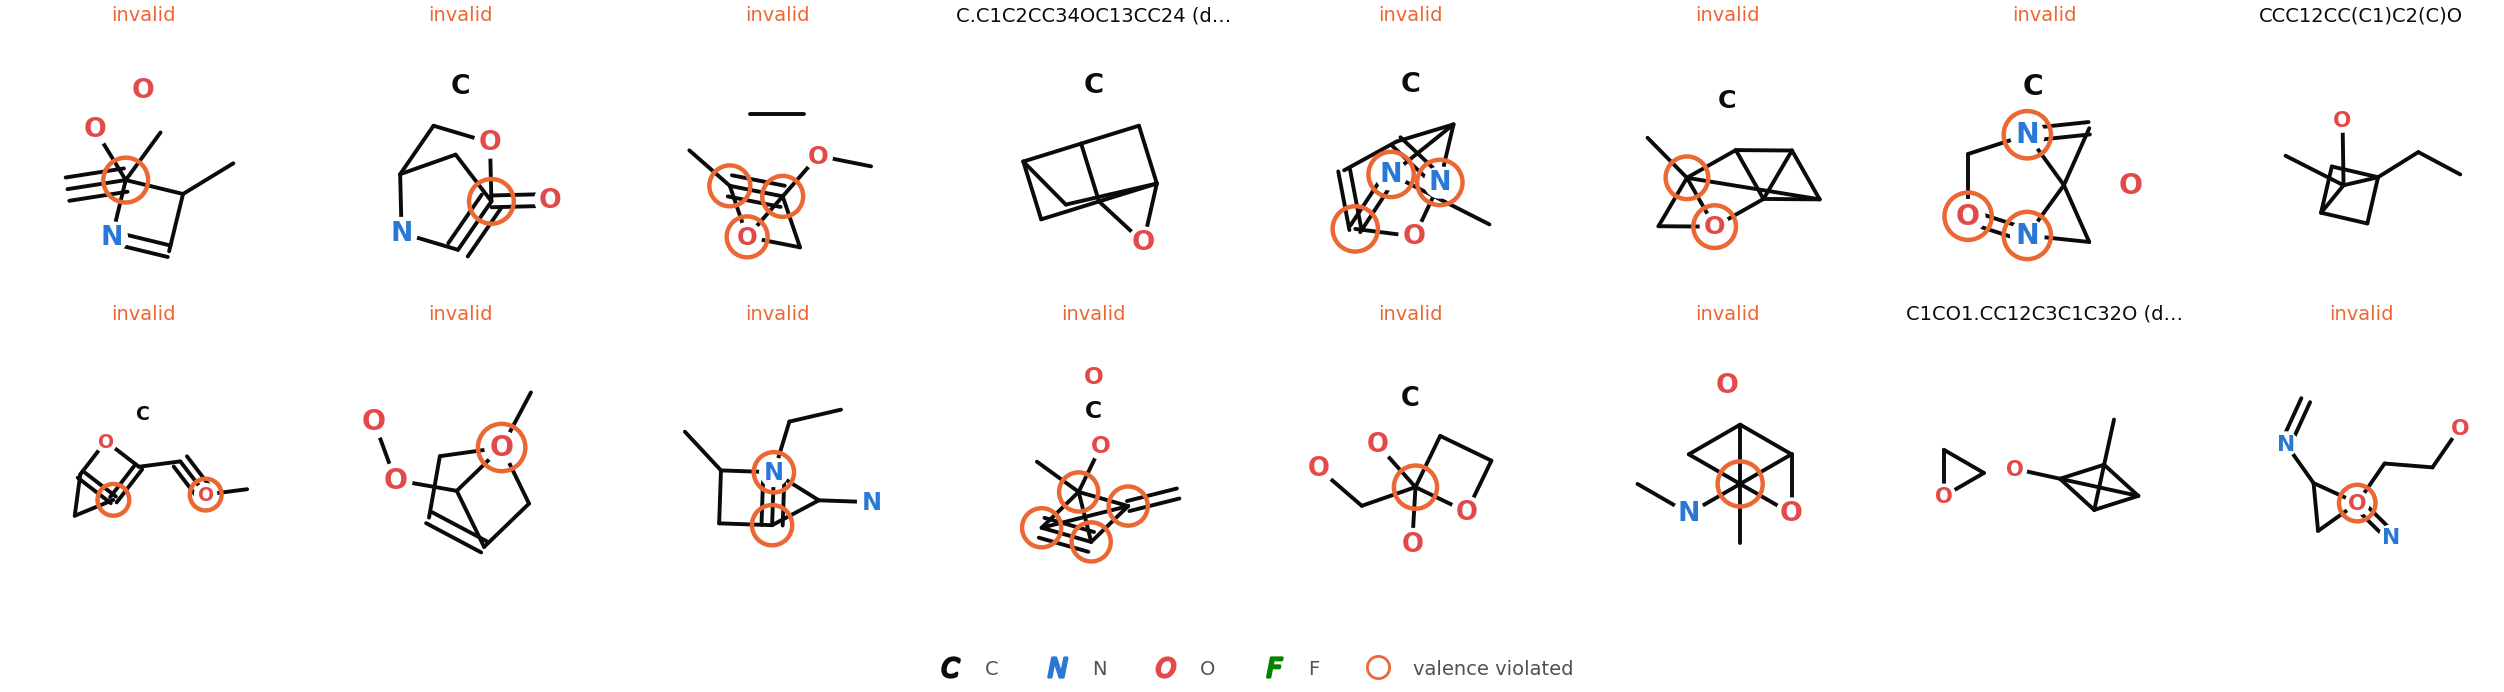 invalid invalid invalid C.C1C2CC34OC13CC24 (d... invalid invalid invalid CCC12CC(C1)C2(C)O
O C C C C C
O O O N N N O
N N O O O O N O O
invalid invalid invalid invalid invalid invalid C1CO1.CC12C3C1C32O (d... invalid
O C C O
C O O O N O O N O
O O N N O O O N O O O O N
C C N N O O F F valence violated